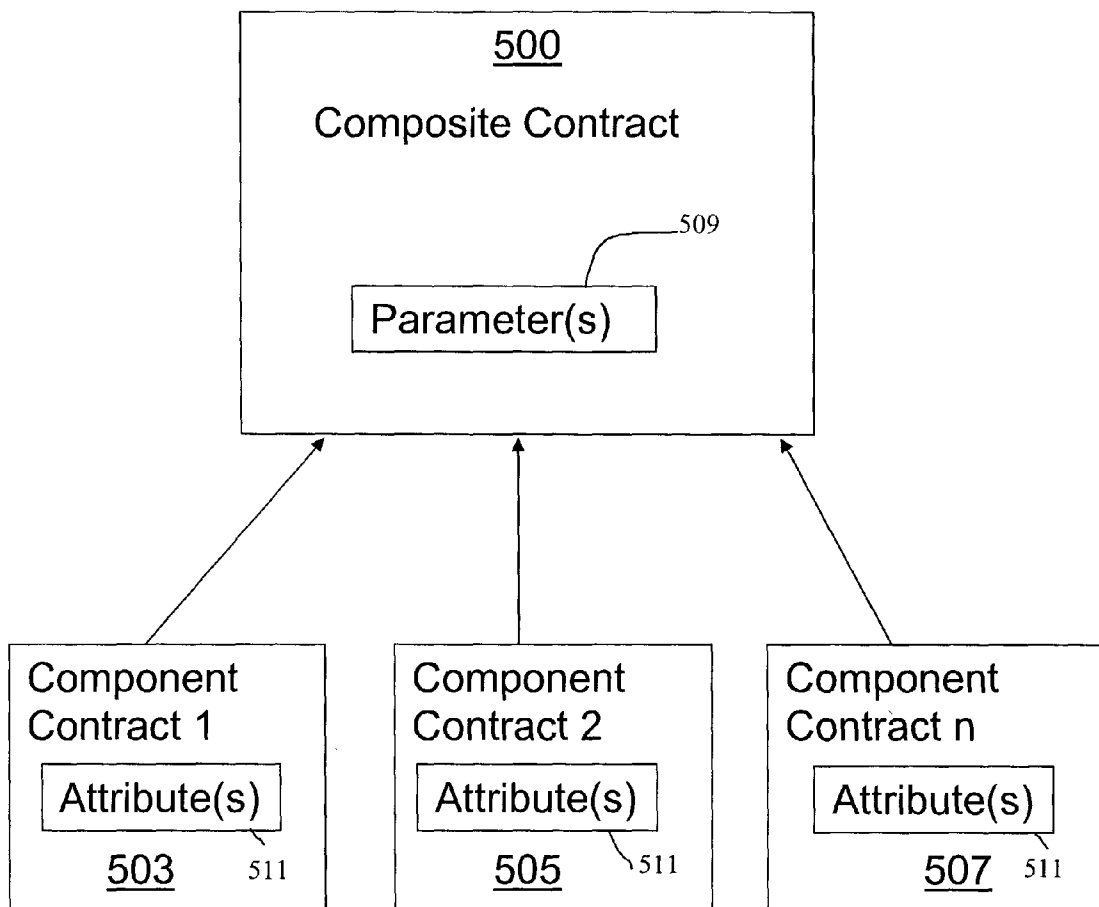 500
Composite Contract
509
Parameter(s)
Component
Contract 1
Attribute(s)
511
503
Component
Contract 2
Attribute(s)
511
505
Component
Contract n
Attribute(s)
511
507